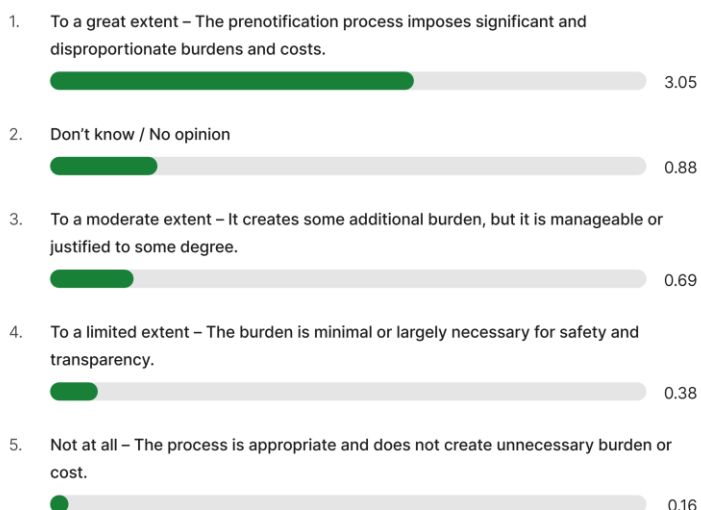 1. To a great extent – The prenotification process imposes significant and
disproportionate burdens and costs.
3.05
2. Don’t know / No opinion
0.88
3. To a moderate extent – It creates some additional burden, but it is manageable or
justified to some degree.
0.69
4. To a limited extent – The burden is minimal or largely necessary for safety and
transparency.
0.38
5. Not at all – The process is appropriate and does not create unnecessary burden or
cost.
0.16